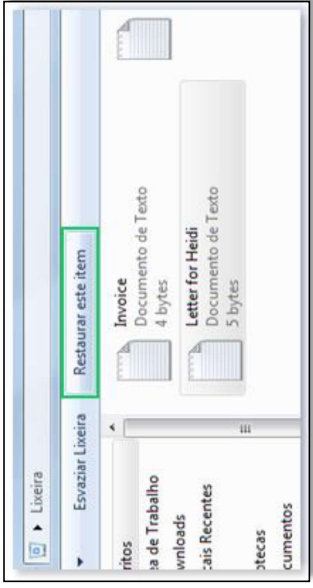 Lixeira
Esvaziar Lixeira Restaurar este item
ritos
a de Trabalho
wnloads
ais Recentes
otecas
cumentos
Invoice
Documento de Texto
4 bytes
Letter for Heidi
Documento de Texto
5 bytes